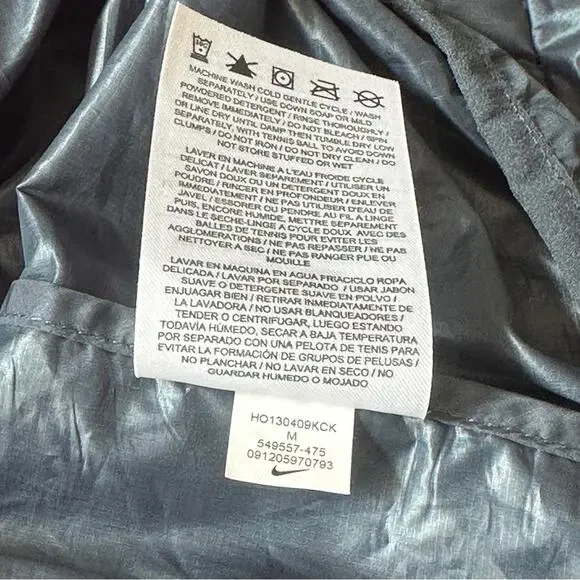 30C
MACHINE WASH COLD GENTLE CYCLE / WASH
SEPARATELY / USE DOWN SOAP OR MILD
POWDERED DETERGENT / RINSE THOROUGHLY /
REMOVE IMMEDIATELY / DO NOT BLEACH / SPIN
OR LINE DRY UNTIL DAMP THEN TUMBLE DRY LOW
SEPARATELY, WITH TENNIS BALL TO AVOID DOWN
CLUMPS / DO NOT IRON / DO NOT DRY CLEAN / DO
NOT STORE STUFFED OR WET
LAVER EN MACHINE A L'EAU FROIDE CYCLE
DELICAT / LAVER SEPAREMENT / UTILISER UN
SAVON DOUX OU UN DETERGENT DOUX EN
POUDRE / RINCER EN PROFONDEUR / ENLEVER
IMMEDIATEMENT / NE PAS UTILISER D'EAU DE
JAVEL / ESSORER OU PENDRE AU FIL A LINGE
PUIS, ENCORE HUMIDE, METTRE SEPAREMENT
DANS LE SECHE-LINGE A CYCLE DOUX. AVEC DES
BALLES DE TENNIS POUR EVITER LES
AGGLOMERATIONS / NE PAS REPASSER / NE PAS
NETTOYER A SEC / NE PAS RANGER PLIE OU
MOUILLE
LAVAR EN MAQUINA EN AGUA FRIA/CICLO ROPA
DELICADA / LAVAR POR SEPARADO / USAR JABÓN
SUAVE O DETERGENTE SUAVE EN POLVO /
ENJUAGAR BIEN / RETIRAR INMEDIATAMENTE DE
LA LAVADORA / NO USAR BLANQUEADORES /
TENDER O CENTRIFUGAR, LUEGO ESTANDO
TODAVÍA HÚMEDO, SECAR A BAJA TEMPERATURA
POR SEPARADO CON UNA PELOTA DE TENIS PARA
EVITAR LA FORMACIÓN DE GRUPOS DE PELUSAS /
NO PLANCHAR / NO LAVAR EN SECO / NO
GUARDAR HUMEDO O MOJADO
HO130409KCK
M
549557-475
091205970793